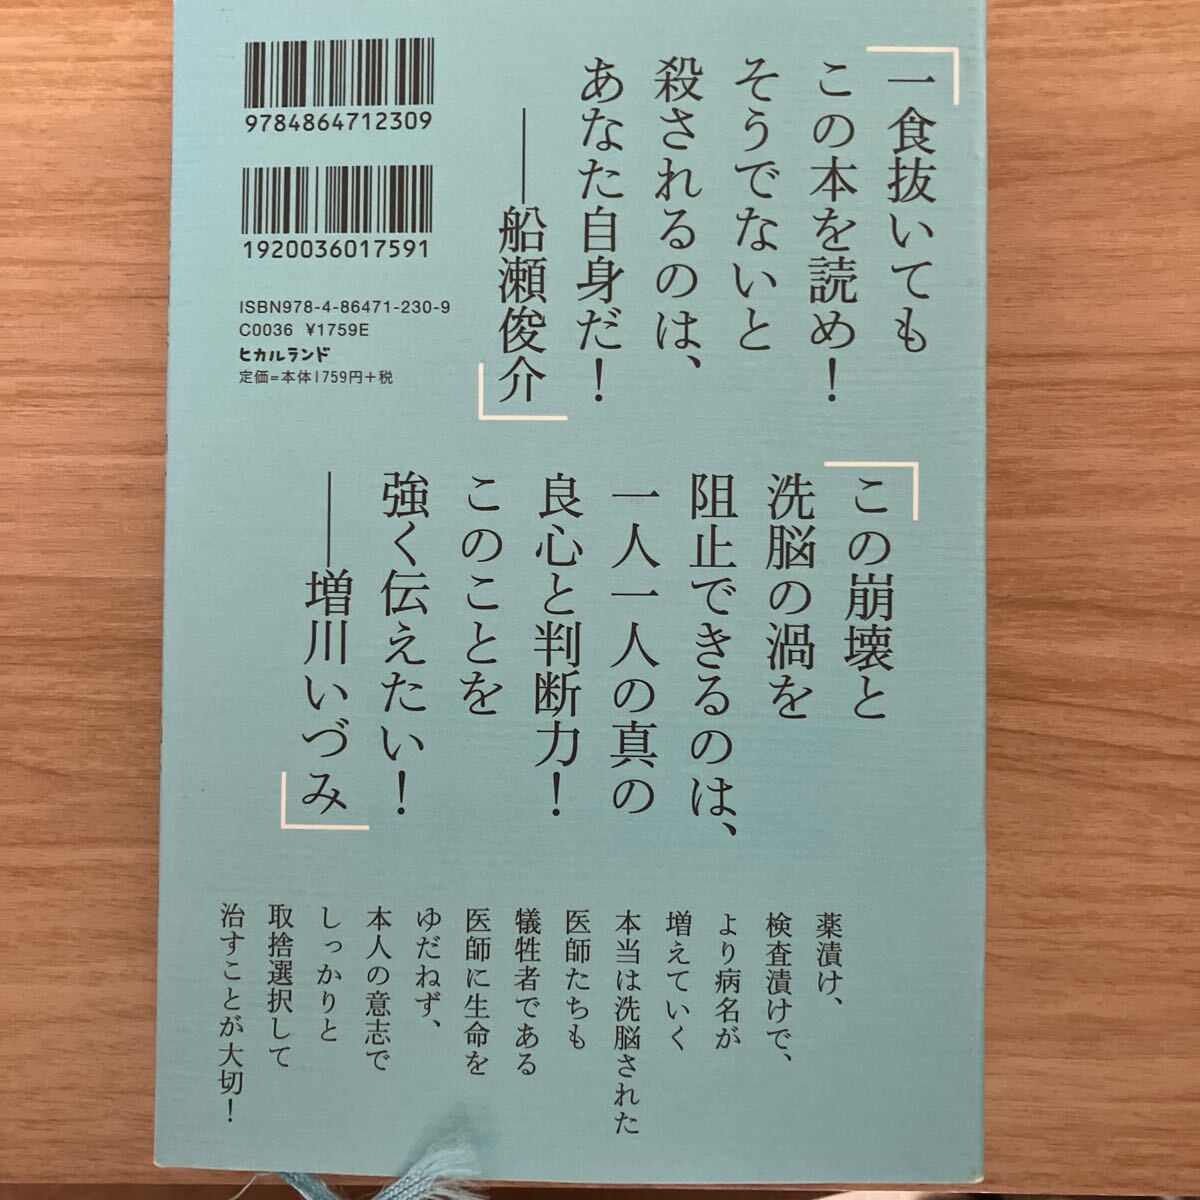 「一食抜いても
この本を読め！
そうでないと
殺されるのは、
あなた自身だ！
――船瀬俊介」
9784864712309
1920036017591
ISBN978-4-86471-230-9
C0036 ¥1759E
ヒカルランド
定価=本体1759円+税
「この崩壊と
洗脳の渦を
阻止できるのは、
一人一人の真の
良心と判断力！
このことを
強く伝えたい！
――増川いづみ」
薬漬け、
検査漬けで、
より病名が
増えていく
本当は洗脳された
医師たちも
犠牲者である
医師に生命を
ゆだねず、
本人の意志で
しっかりと
取捨選択して
治すことが大切！